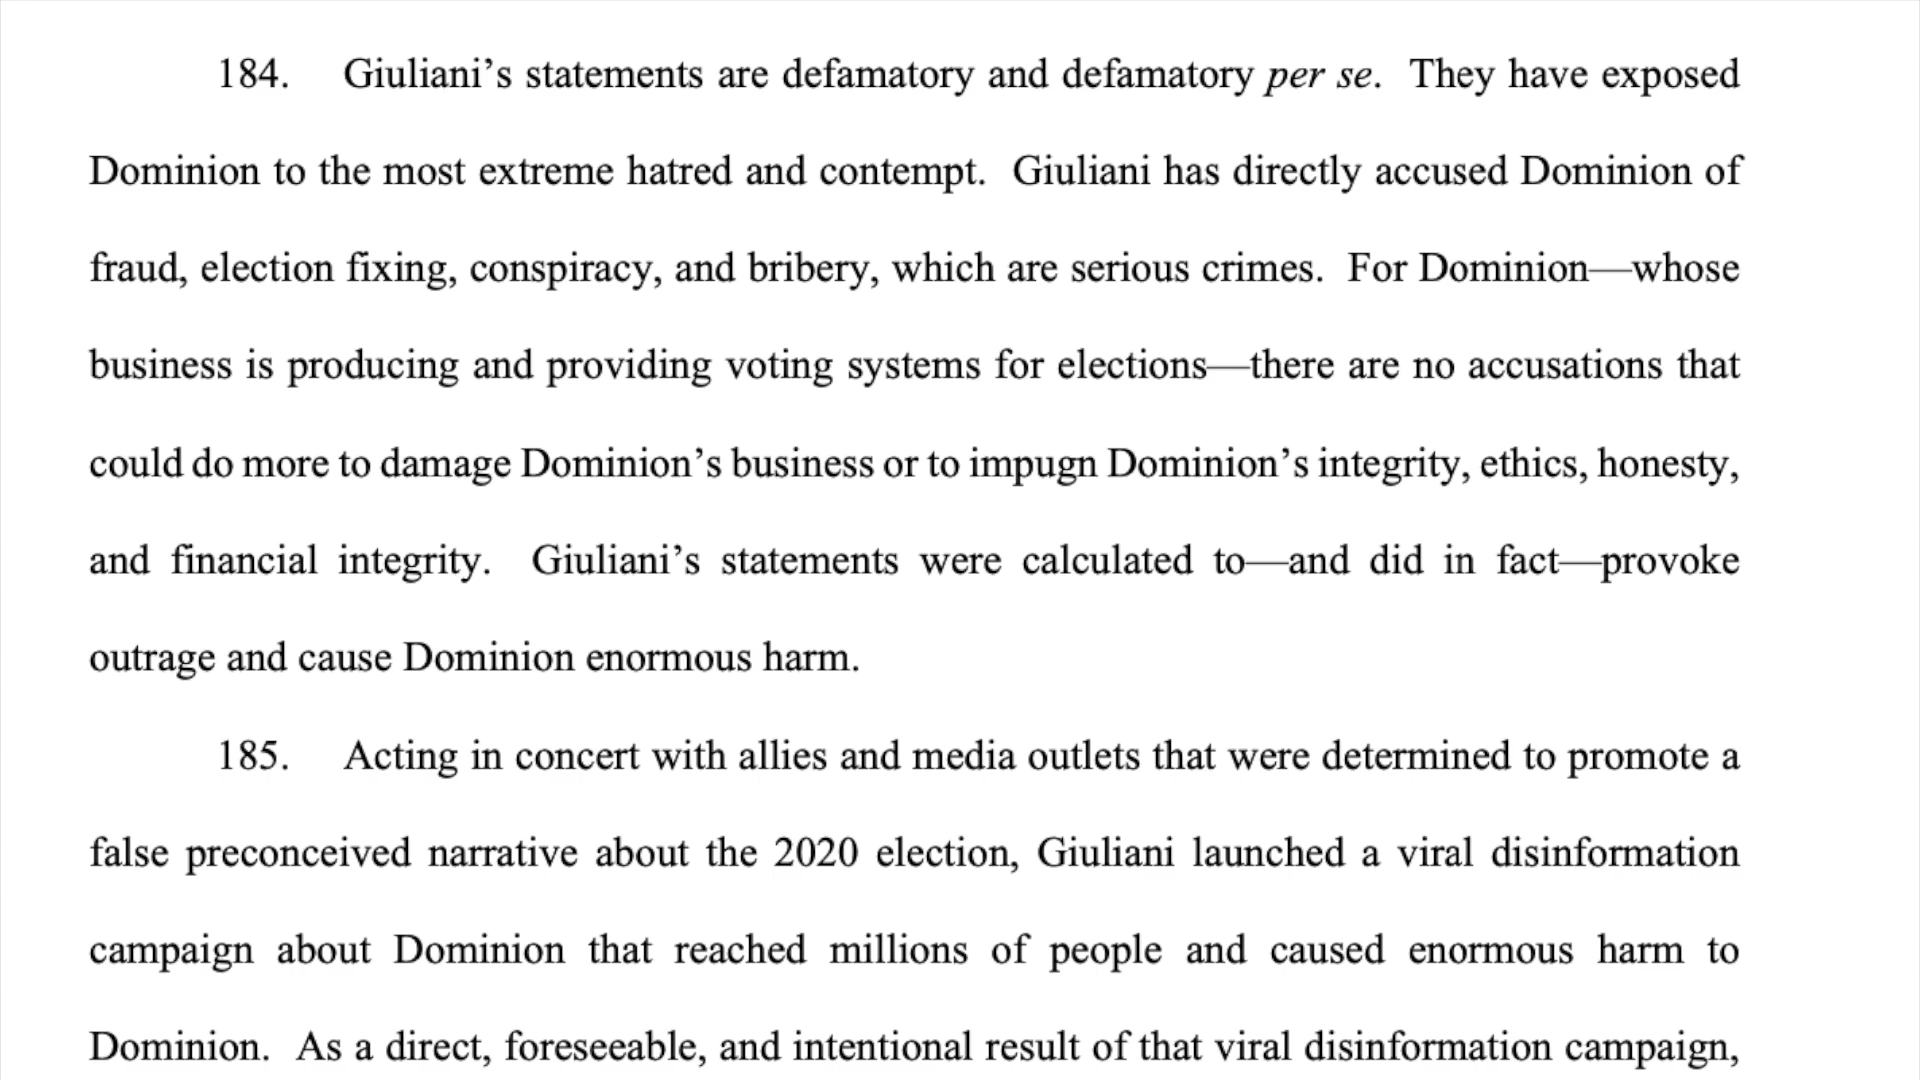 184. Giuliani’s statements are defamatory and defamatory per se. They have exposed
Dominion to the most extreme hatred and contempt. Giuliani has directly accused Dominion of
fraud, election fixing, conspiracy, and bribery, which are serious crimes. For Dominion—whose
business is producing and providing voting systems for elections—there are no accusations that
could do more to damage Dominion’s business or to impugn Dominion’s integrity, ethics, honesty,
and financial integrity. Giuliani’s statements were calculated to—and did in fact—provoke
outrage and cause Dominion enormous harm.
185. Acting in concert with allies and media outlets that were determined to promote a
false preconceived narrative about the 2020 election, Giuliani launched a viral disinformation
campaign about Dominion that reached millions of people and caused enormous harm to
Dominion. As a direct, foreseeable, and intentional result of that viral disinformation campaign,